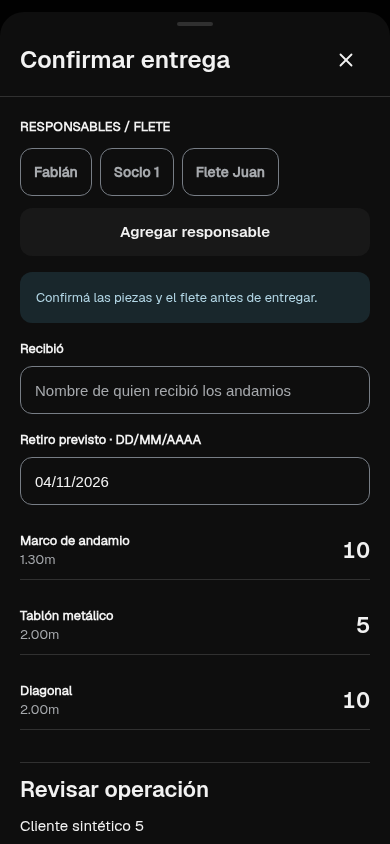 Confirmar entrega
RESPONSABLES / FLETE
Fabián
Socio 1
Flete Juan
Agregar responsable
Confirmá las piezas y el flete antes de entregar.
Recibió
Nombre de quien recibió los andamios
Retiro previsto · DD/MM/AAAA
04/11/2026
Marco de andamio
1.30m
10
Tablón metálico
2.00m
5
Diagonal
2.00m
10
Revisar operación
Cliente sintético 5